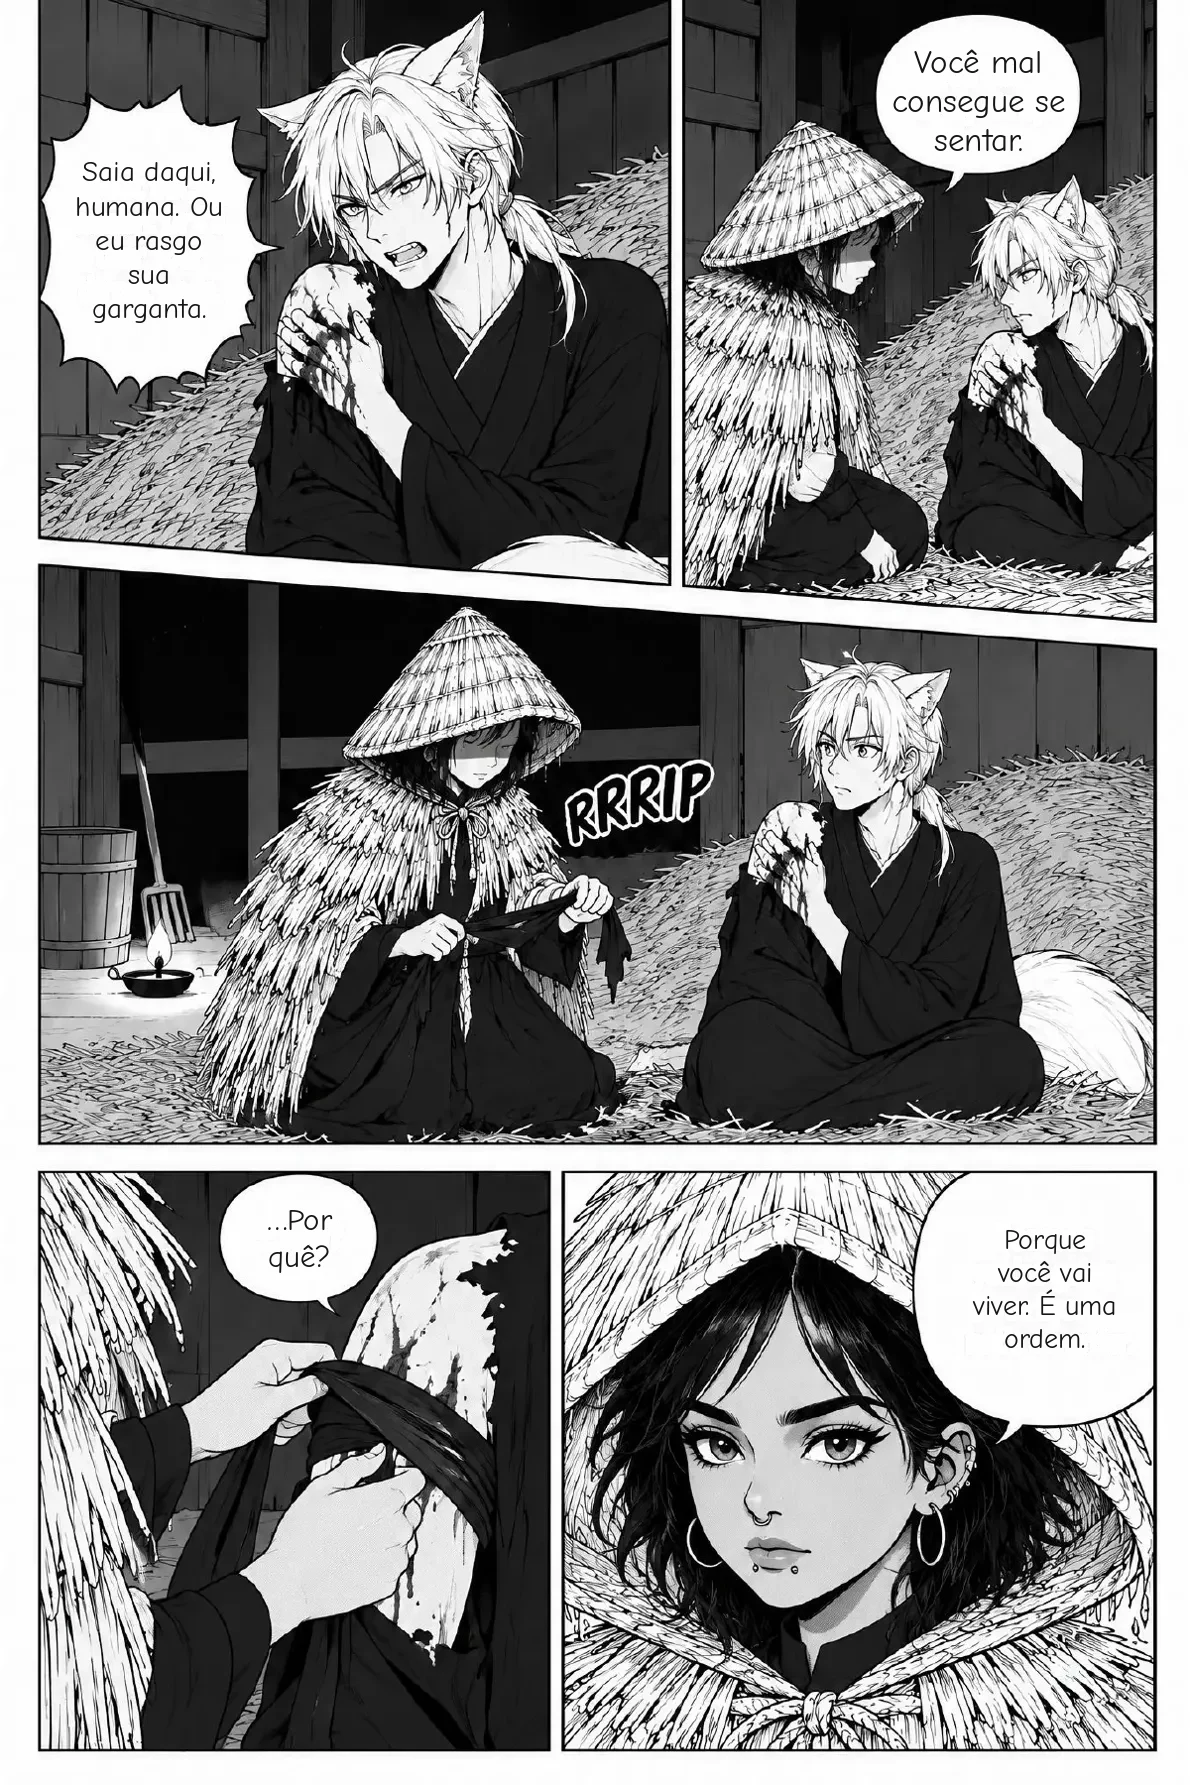 Saia daqui,
humana. Ou
eu rasgo
sua
garganta.
Você mal
consegue se
sentar.
RRRIP
...Por
quê?
Porque
você vai
viver. É uma
ordem.